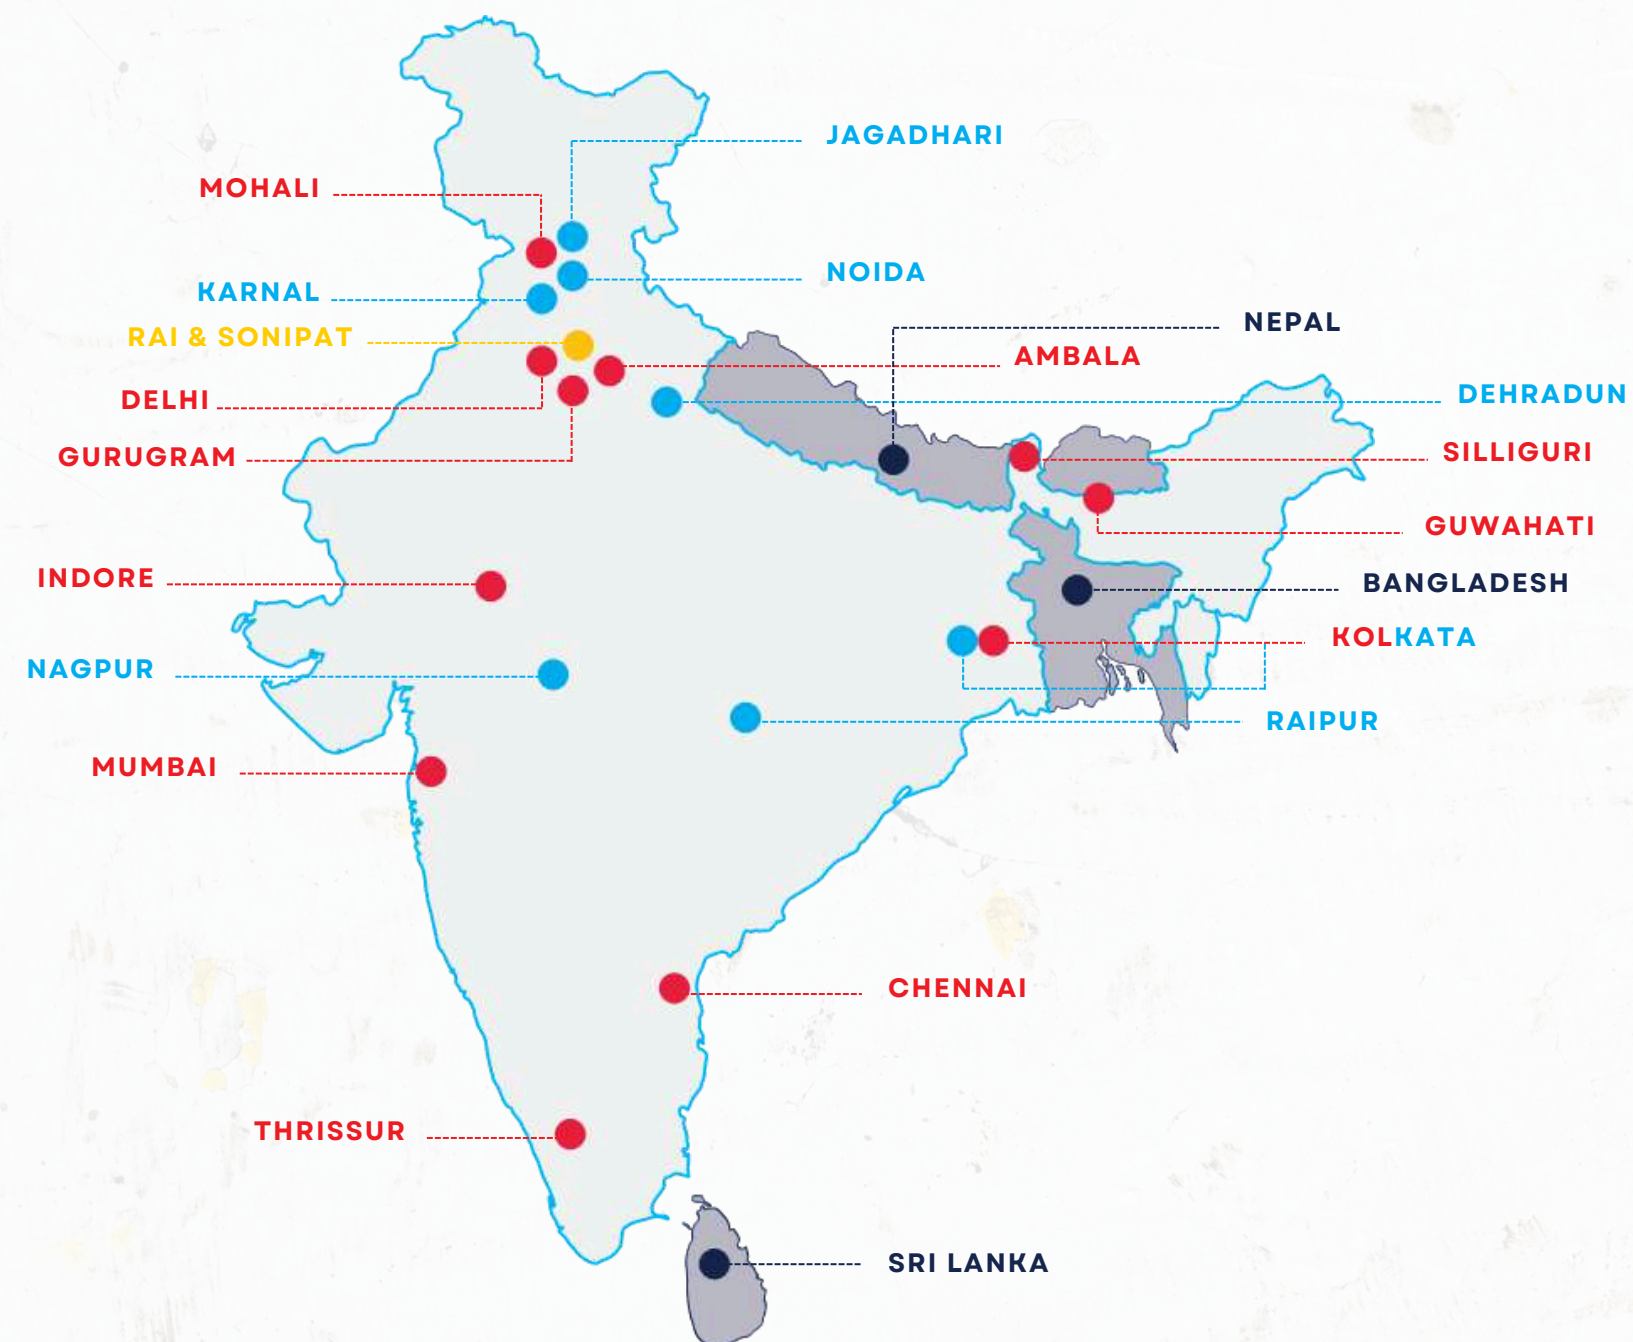 JAGADHARI
MOHALI
NOIDA
KARNAL
NEPAL
RAI & SONIPAT
AMBALA
DEHRADUN
DELHI
SILLIGURI
GURUGRAM
GUWAHATI
INDORE
BANGLADESH
KOLKATA
NAGPUR
RAIPUR
MUMBAI
CHENNAI
THRISSUR
SRI LANKA